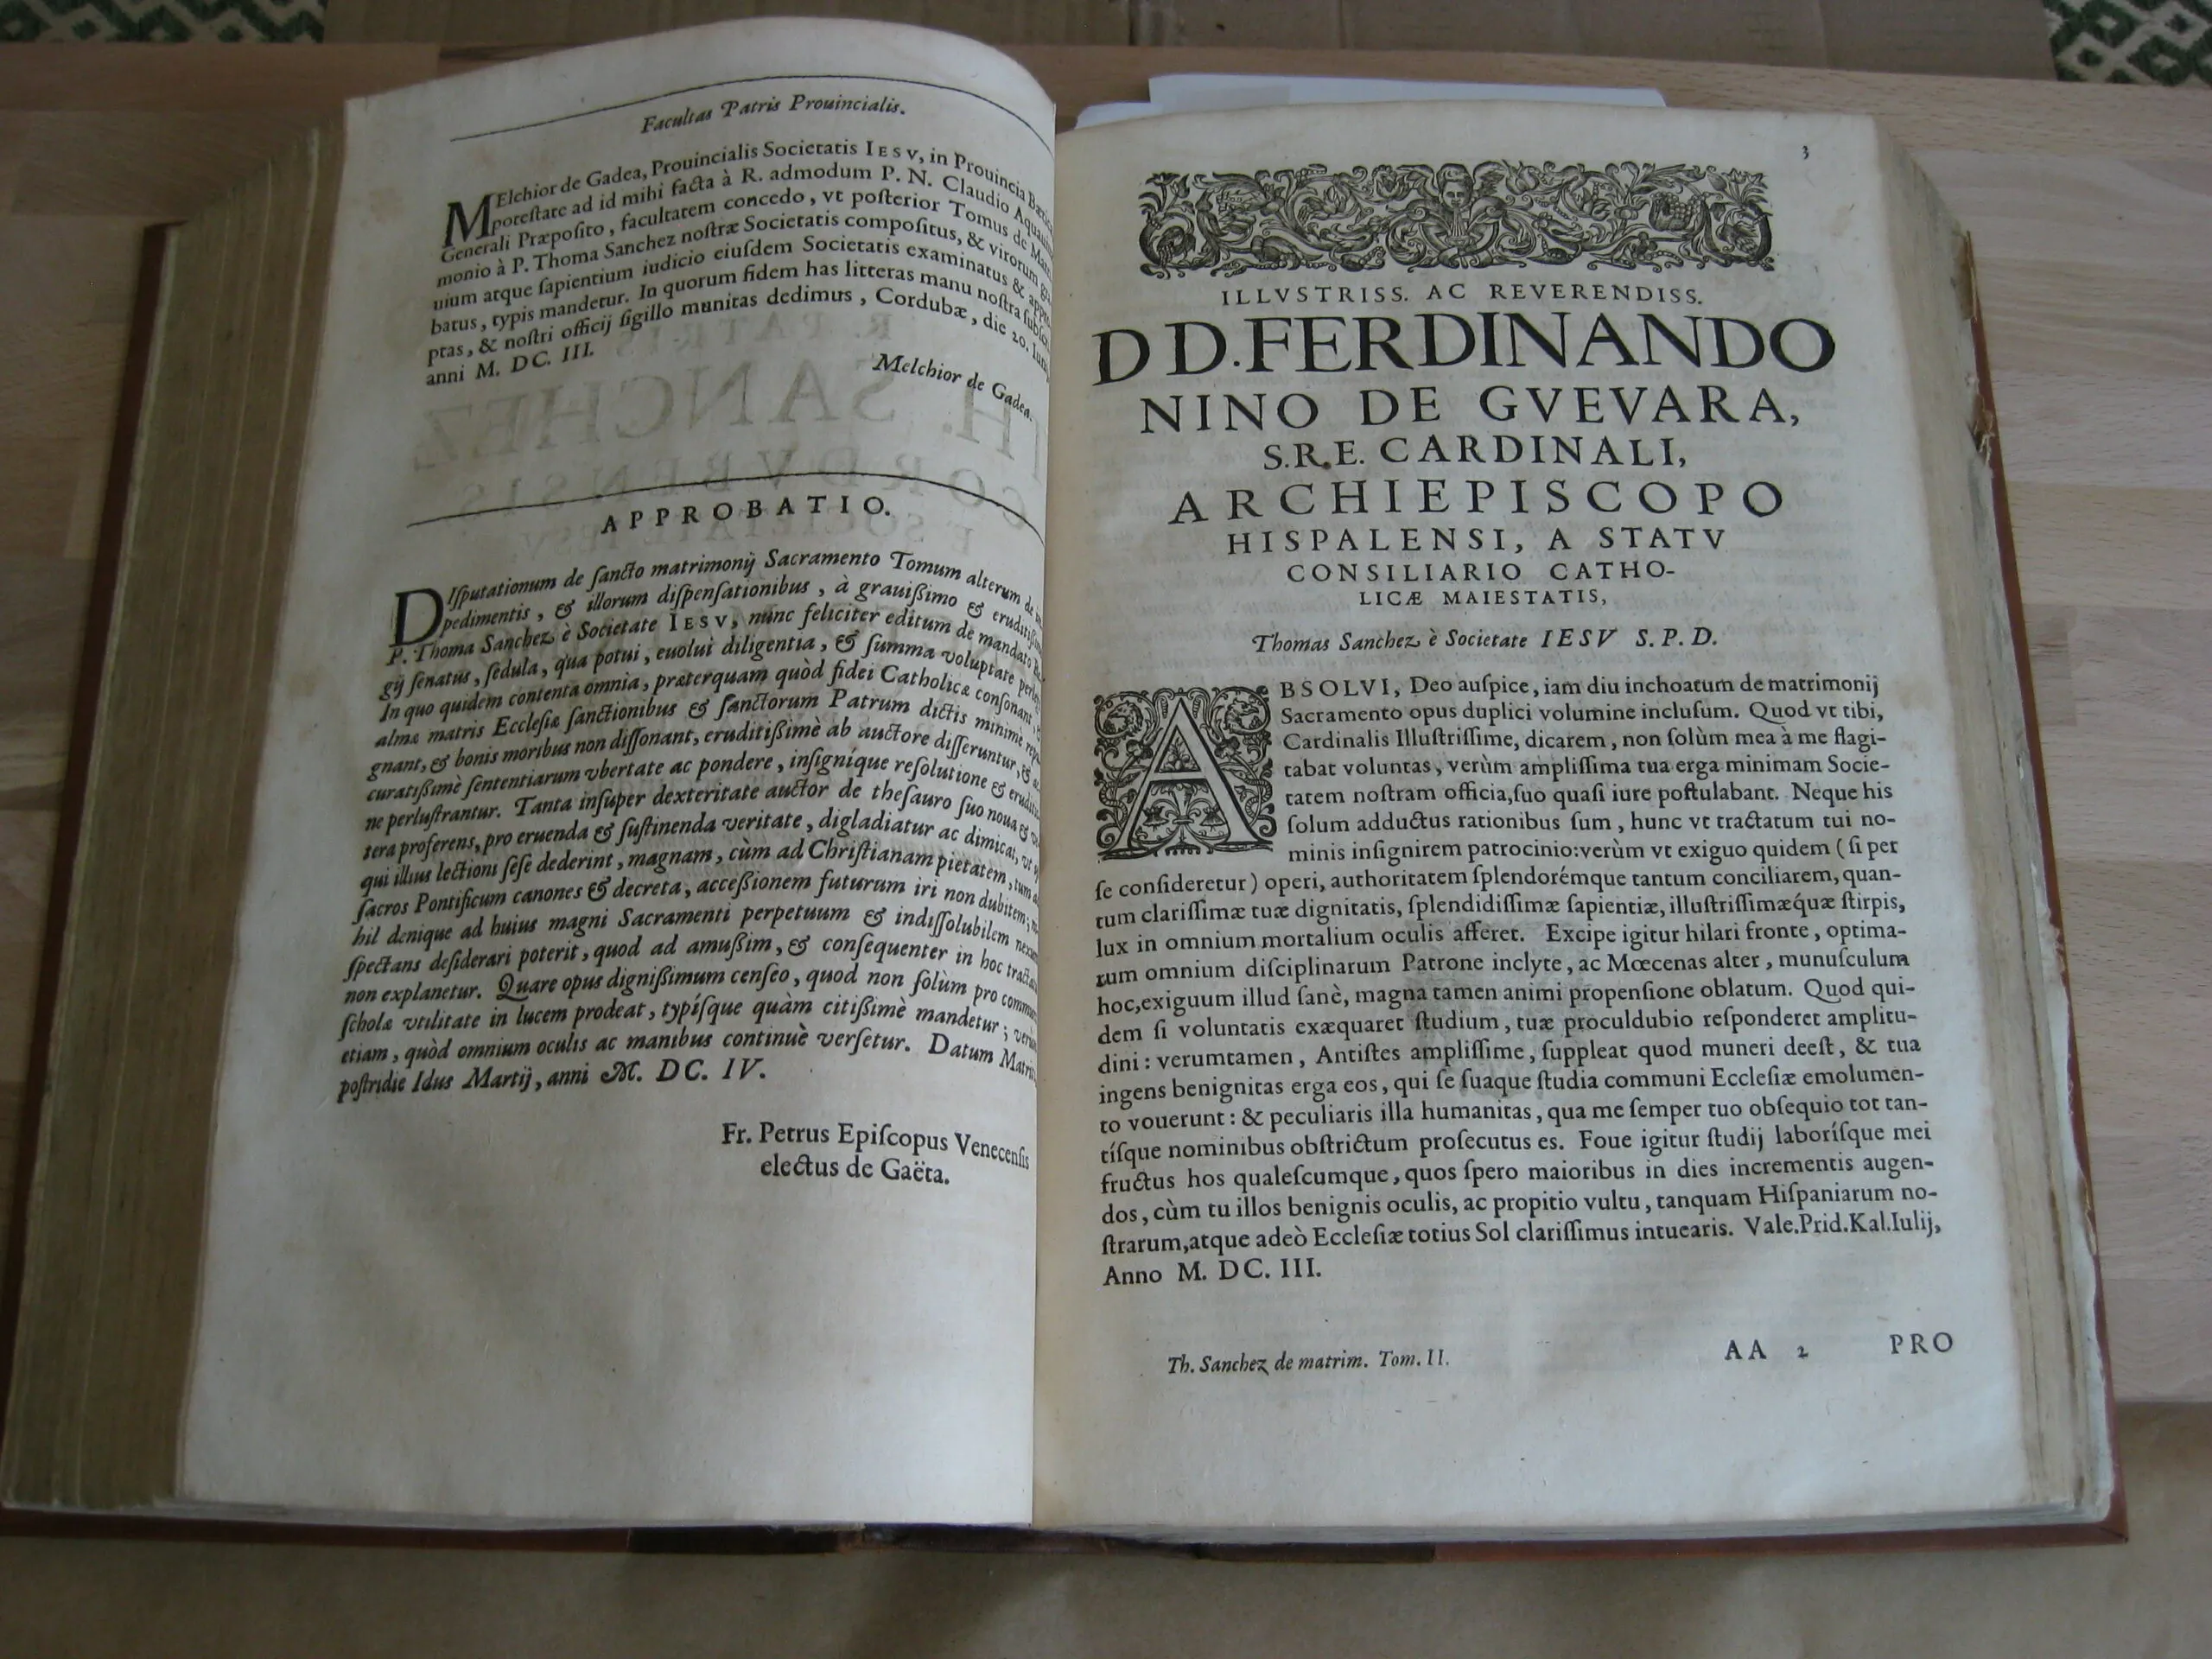 Facultas Patris Prouincialis.
MElchior de Gadea, Prouincialis Societatis IESV, in Prouincia
poteſtate ad id mihi facta à R. admodum P. N. Claudio
Generali Præpoſito, facultatem concedo, vt poſterior Tomus de
monio à P. Thoma Sanchez noſtræ Societatis compoſitus, & virorum
uium atque ſapientium iudicio eiuſdem Societatis examinatus &
batus, typis mandetur. In quorum fidem has litteras manu noſtra
ptas, & noſtri officij ſigillo munitas dedimus, Cordubæ, die 20.
anni M. DC. III.
Melchior de Gadea.
APPROBATIO.
DIſputationum de ſancto matrimonij Sacramento Tomum alterum de
pedimentis, & illorum diſpenſationibus, à grauißimo &
P. Thoma Sanchez è Societate IESV, nunc feliciter editum de mandato
gij ſenatus, ſedula, qua potui, euolui diligentia, & ſumma voluptate
In quo quidem contenta omnia, præterquam quòd fidei Catholicæ conſonant,
almæ matris Eccleſiæ ſanctionibus & ſanctorum Patrum dictis minimè
gnant, & bonis moribus non diſſonant, eruditißimè ab auctore differuntur, &
curatißimè ſententiarum vbertate ac pondere, inſigníque reſolutione &
ne perluſtrantur. Tanta inſuper dexteritate auctor de theſauro ſuo noua &
tera proferens, pro eruenda & ſuſtinenda veritate, digladiatur ac dimicat, vt
qui illius lectioni ſeſe dederint, magnam, cùm ad Chriſtianam pietatem, tum
ſacros Pontificum canones & decreta, acceßionem futurum iri non dubitem;
hil denique ad huius magni Sacramenti perpetuum & indiſſolubilem
ſpectans deſiderari poterit, quod ad amußim, & conſequenter in hoc
non explanetur. Quare opus dignißimum cenſeo, quod non ſolùm pro
ſcholæ vtilitate in lucem prodeat, typíſque quàm citißimè mandetur;
etiam, quòd omnium oculis ac manibus continuè verſetur. Datum
poſtridie Idus Martij, anni M. DC. IV.
Fr. Petrus Epiſcopus Venecenſis
electus de Gaëta.
3
ILLVSTRISS. AC REVERENDISS.
DD. FERDINANDO
NINO DE GVEVARA,
S.R.E. CARDINALI,
ARCHIEPISCOPO
HISPALENSI, A STATV
CONSILIARIO CATHO-
LICÆ MAIESTATIS,
Thomas Sanchez è Societate IESV S. P. D.
ABSOLVI, Deo auſpice, iam diu inchoatum de matrimonij
Sacramento opus duplici volumine incluſum. Quod vt tibi,
Cardinalis Illuſtriſſime, dicarem, non ſolùm mea à me flagi-
tabat voluntas, verùm ampliſſima tua erga minimam Socie-
tatem noſtram officia, ſuo quaſi iure poſtulabant. Neque his
ſolum adductus rationibus ſum, hunc vt tractatum tui no-
minis inſignirem patrocinio: verùm vt exiguo quidem (ſi per
ſe conſideretur) operi, authoritatem ſplendorémque tantum conciliarem, quan-
tum clariſſimæ tuæ dignitatis, ſplendidiſſimæ ſapientiæ, illuſtriſſimæquæ ſtirpis,
lux in omnium mortalium oculis afferet. Excipe igitur hilari fronte, optima-
rum omnium diſciplinarum Patrone inclyte, ac Mœcenas alter, munuſculum
hoc, exiguum illud ſanè, magna tamen animi propenſione oblatum. Quod qui-
dem ſi voluntatis exæquaret ſtudium, tuæ proculdubio reſponderet amplitu-
dini: verumtamen, Antiſtes ampliſſime, ſuppleat quod muneri deeſt, & tua
ingens benignitas erga eos, qui ſe ſuaque ſtudia communi Eccleſiæ emolumen-
to vouerunt: & peculiaris illa humanitas, qua me ſemper tuo obſequio tot tan-
tíſque nominibus obſtrictum proſecutus es. Foue igitur ſtudij laboríſque mei
fructus hos qualeſcumque, quos ſpero maioribus in dies incrementis augen-
dos, cùm tu illos benignis oculis, ac propitio vultu, tanquam Hiſpaniarum no-
ſtrarum, atque adeò Eccleſiæ totius Sol clariſſimus intuearis. Vale. Prid. Kal. Iulij,
Anno M. DC. III.
Th. Sanchez de matrim. Tom. II. AA 2 PRO